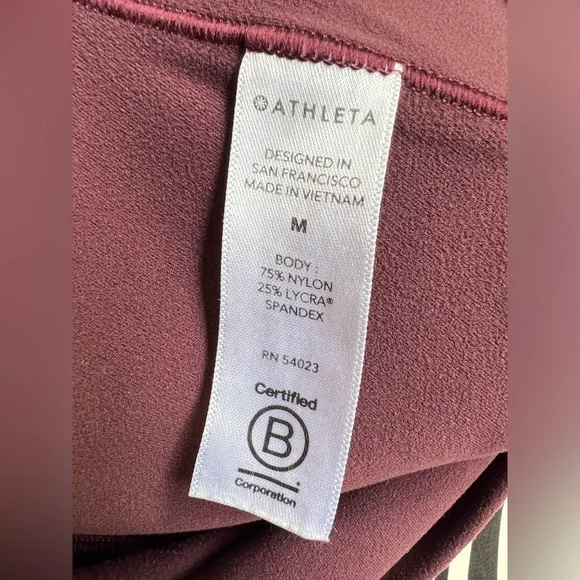 ATHLETA
DESIGNED IN
SAN FRANCISCO
MADE IN VIETNAM
M
BODY :
75% NYLON
25% LYCRA®
SPANDEX
RN 54023
Certified
B
Corporation